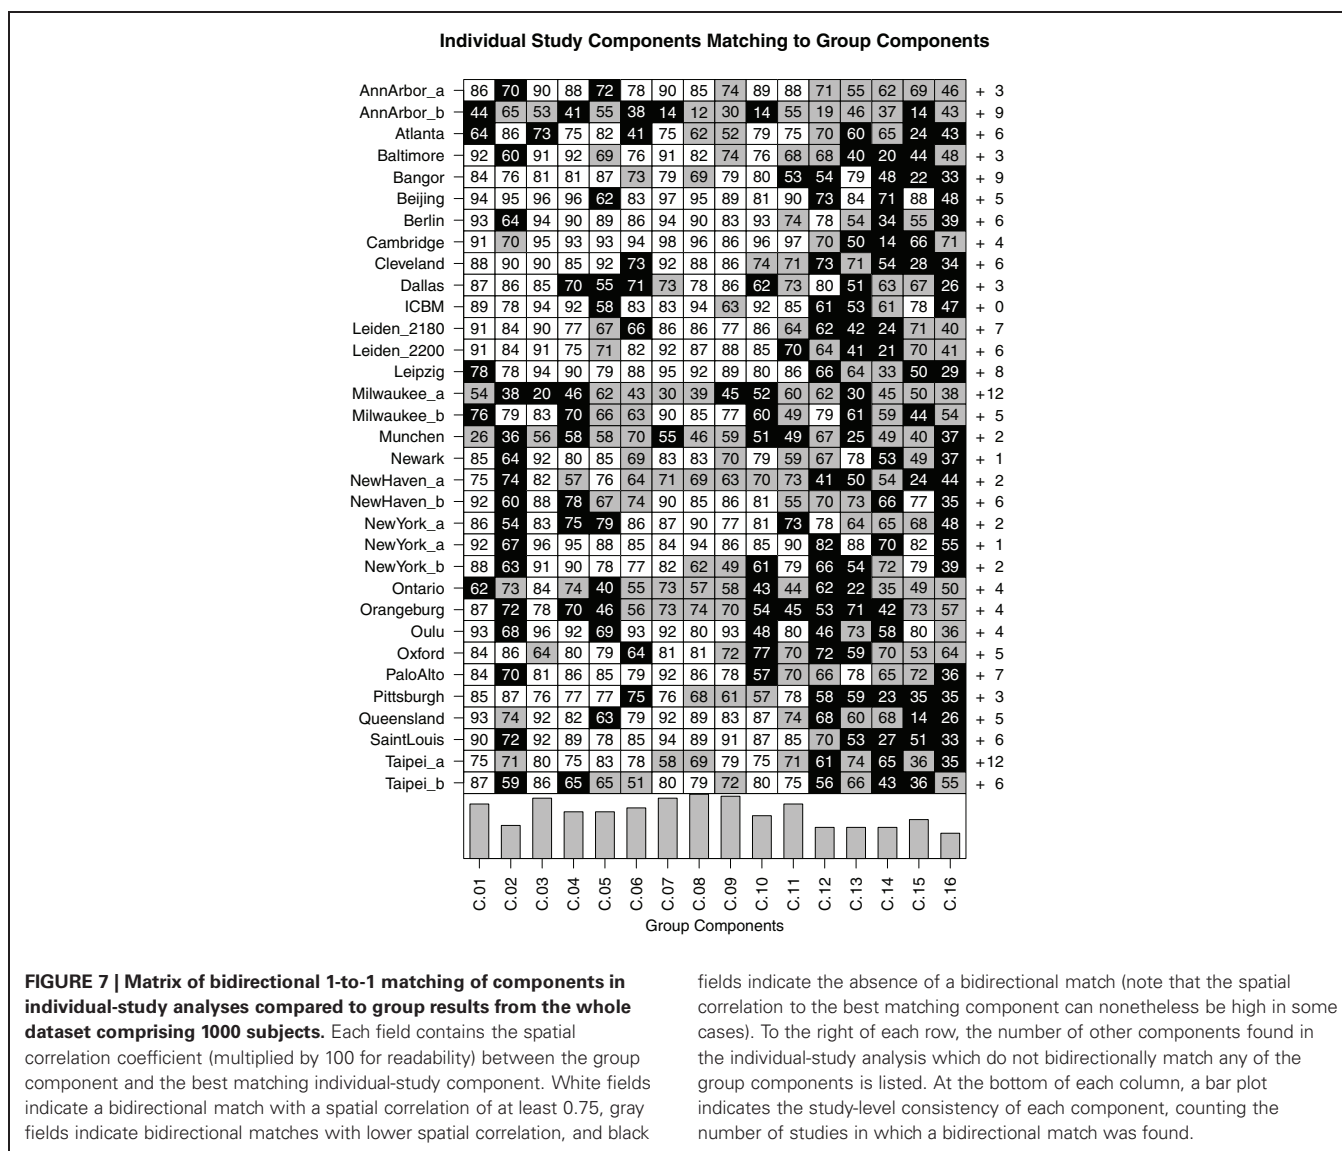 Individual Study Components Matching to Group Components
AnnArbor_a 86 70 90 88 72 78 90 85 74 89 88 71 55 62 69 46 + 3
AnnArbor_b 44 65 53 41 55 38 14 12 30 14 55 19 46 37 14 43 + 9
Atlanta 64 86 73 75 82 41 75 62 52 79 75 70 60 65 24 43 + 6
Baltimore 92 60 91 92 69 76 91 82 74 76 68 68 40 20 44 48 + 3
Bangor 84 76 81 81 87 73 79 69 79 80 53 54 79 48 22 33 + 9
Beijing 94 95 96 96 62 83 97 95 89 81 90 73 84 71 88 48 + 5
Berlin 93 64 94 90 89 86 94 90 83 93 74 78 54 34 55 39 + 6
Cambridge 91 70 95 93 93 94 98 96 86 96 97 70 50 14 66 71 + 4
Cleveland 88 90 90 85 92 73 92 88 86 74 71 73 71 54 28 34 + 6
Dallas 87 86 85 70 55 71 73 78 86 62 73 80 51 63 67 26 + 3
ICBM 89 78 94 92 58 83 83 94 63 92 85 61 53 61 78 47 + 0
Leiden_2180 91 84 90 77 67 66 86 86 77 86 64 62 42 24 71 40 + 7
Leiden_2200 91 84 91 75 71 82 92 87 88 85 70 64 41 21 70 41 + 6
Leipzig 78 78 94 90 79 88 95 92 89 80 86 66 64 33 50 29 + 8
Milwaukee_a 54 38 20 46 62 43 30 39 45 52 60 62 30 45 50 38 +12
Milwaukee_b 76 79 83 70 66 63 90 85 77 60 49 79 61 59 44 54 + 5
Munchen 26 36 56 58 58 70 55 46 59 51 49 67 25 49 40 37 + 2
Newark 85 64 92 80 85 69 83 83 70 79 59 67 78 53 49 37 + 1
NewHaven_a 75 74 82 57 76 64 71 69 63 70 73 41 50 54 24 44 + 2
NewHaven_b 92 60 88 78 67 74 90 85 86 81 55 70 73 66 77 35 + 6
NewYork_a 86 54 83 75 79 86 87 90 77 81 73 78 64 65 68 48 + 2
NewYork_a 92 67 96 95 88 85 84 94 86 85 90 82 88 70 82 55 + 1
NewYork_b 88 63 91 90 78 77 82 62 49 61 79 66 54 72 79 39 + 2
Ontario 62 73 84 74 40 55 73 57 58 43 44 62 22 35 49 50 + 4
Orangeburg 87 72 78 70 46 56 73 74 70 54 45 53 71 42 73 57 + 4
Oulu 93 68 96 92 69 93 92 80 93 48 80 46 73 58 80 36 + 4
Oxford 84 86 64 80 79 64 81 81 72 77 70 72 59 70 53 64 + 5
PaloAlto 84 70 81 86 85 79 92 86 78 57 70 66 78 65 72 36 + 7
Pittsburgh 85 87 76 77 77 75 76 68 61 57 78 58 59 23 35 35 + 3
Queensland 93 74 92 82 63 79 92 89 83 87 74 68 60 68 14 26 + 5
SaintLouis 90 72 92 89 78 85 94 89 91 87 85 70 53 27 51 33 + 6
Taipei_a 75 71 80 75 83 78 58 69 79 75 71 61 74 65 36 35 +12
Taipei_b 87 59 86 65 65 51 80 79 72 80 75 56 66 43 36 55 + 6
C.01 C.02 C.03 C.04 C.05 C.06 C.07 C.08 C.09 C.10 C.11 C.12 C.13 C.14 C.15 C.16
Group Components
FIGURE 7 | Matrix of bidirectional 1-to-1 matching of components in
individual-study analyses compared to group results from the whole
dataset comprising 1000 subjects. Each field contains the spatial
correlation coefficient (multiplied by 100 for readability) between the group
component and the best matching individual-study component. White fields
indicate a bidirectional match with a spatial correlation of at least 0.75, gray
fields indicate bidirectional matches with lower spatial correlation, and black
fields indicate the absence of a bidirectional match (note that the spatial
correlation to the best matching component can nonetheless be high in some
cases). To the right of each row, the number of other components found in
the individual-study analysis which do not bidirectionally match any of the
group components is listed. At the bottom of each column, a bar plot
indicates the study-level consistency of each component, counting the
number of studies in which a bidirectional match was found.